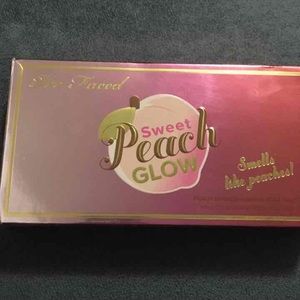 Too Faced
Sweet
Peach
GLOW
Smells
like peaches!